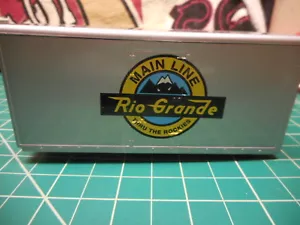 MAIN LINE
Rio Grande
THRU THE ROCKIES